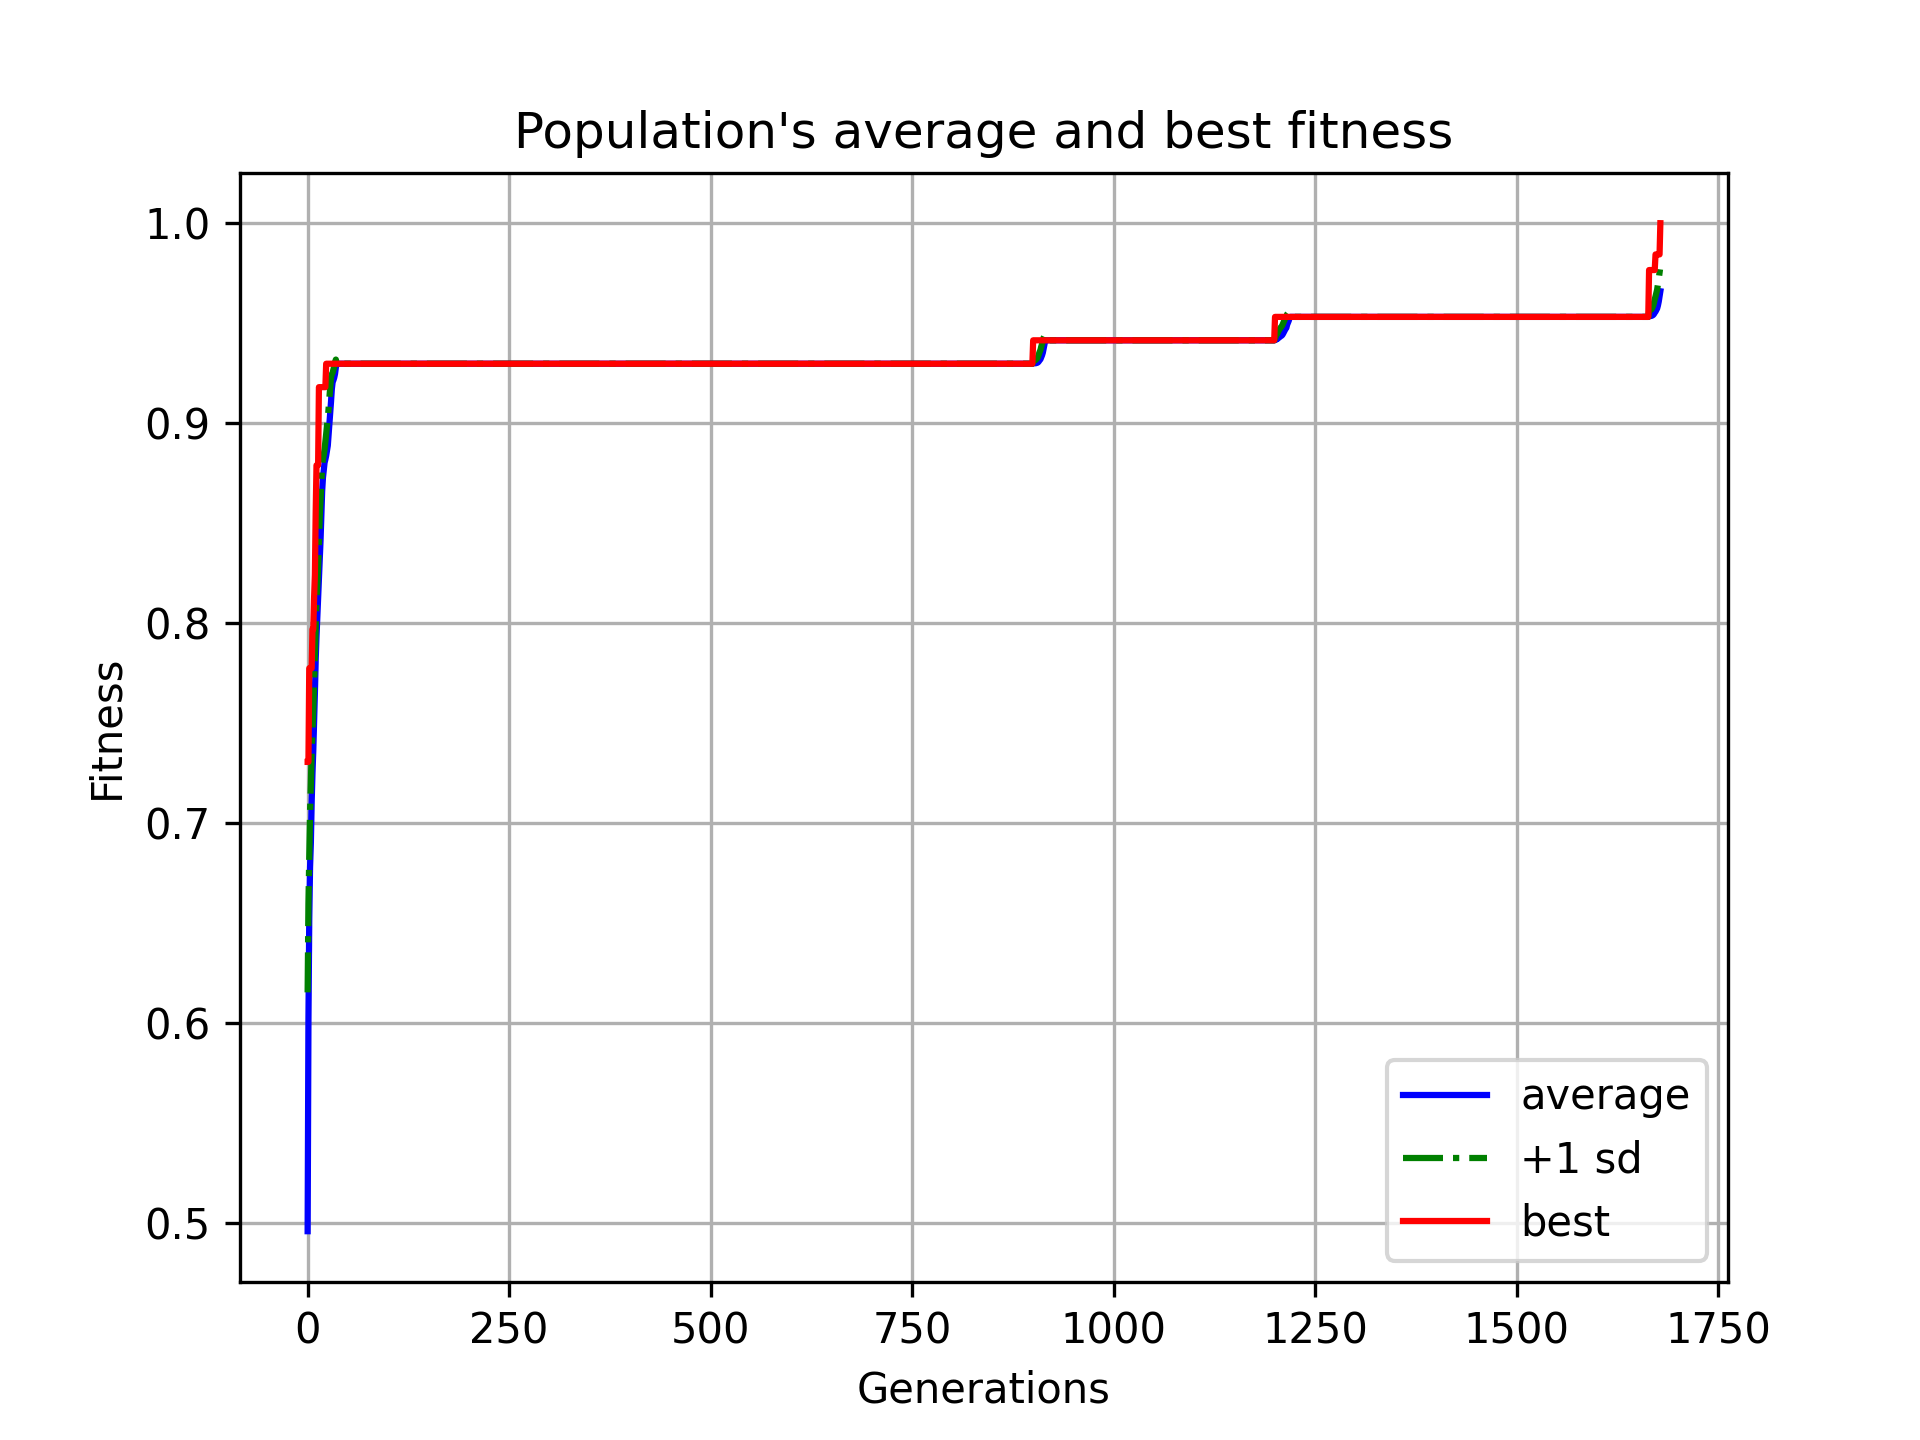 Population's average and best fitness
1.0
0.9
0.8
0.7
0.6
0.5
Fitness
average
+1 sd
best
0 250 500 750 1000 1250 1500 1750
Generations